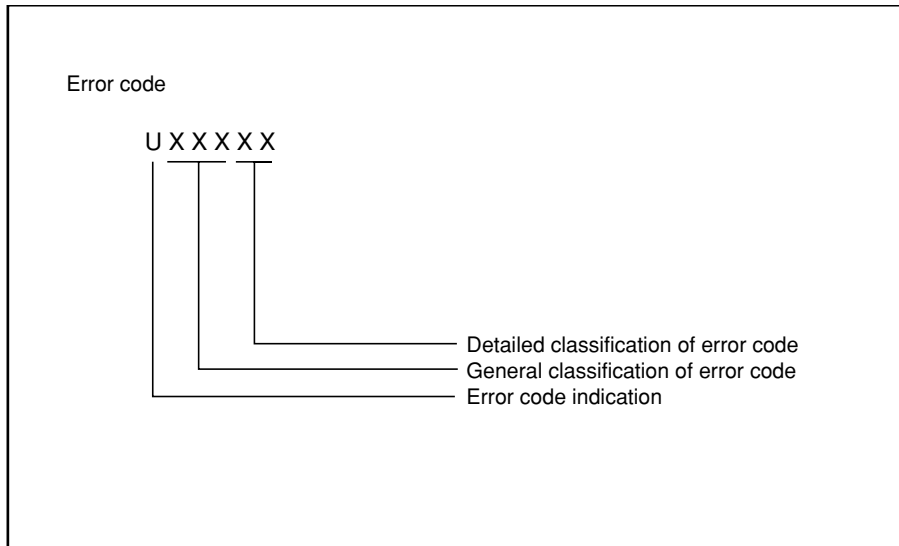 Error code
U X X X X X
Detailed classification of error code
General classification of error code
Error code indication